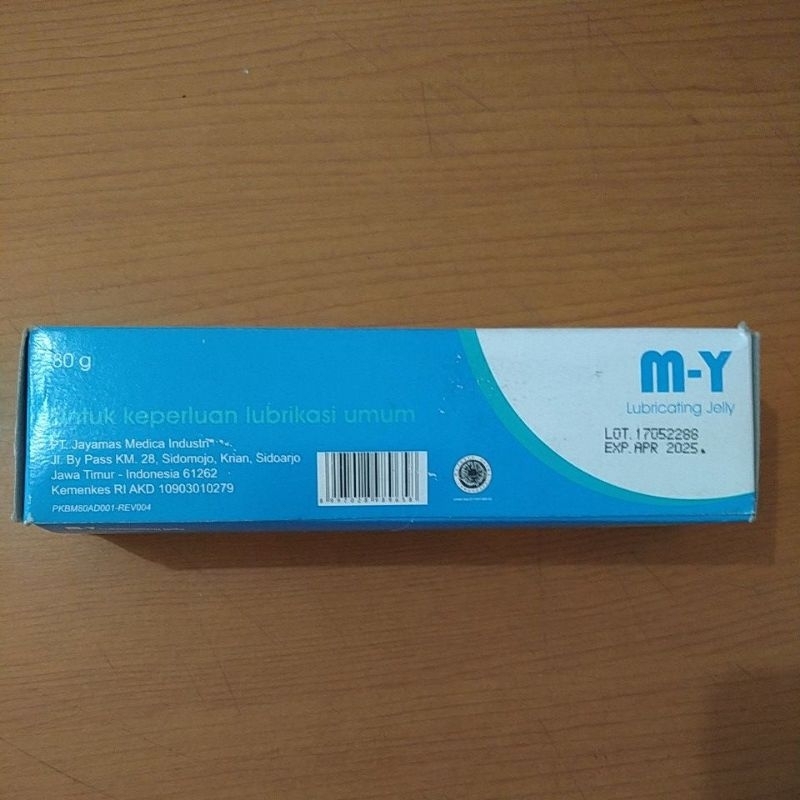 80 g
untuk keperluan lubrikasi umum
PT. Jayamas Medica Industri
Jl. By Pass KM. 28, Sidomojo, Krian, Sidoarjo
Jawa Timur - Indonesia 61262
Kemenkes RI AKD 10903010279
PKBM80AD001-REV004
M-Y
Lubricating Jelly
LOT.17052286
EXP.APR 2025.